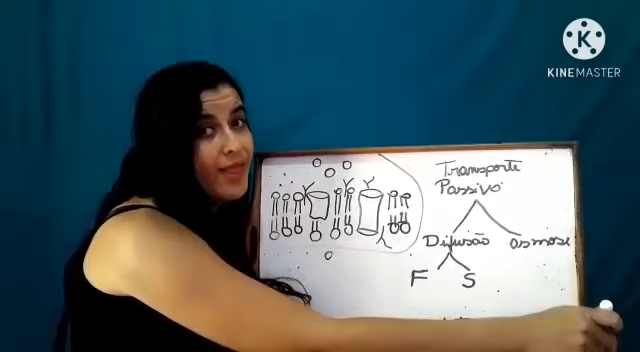 K
KINEMASTER
Transporte
Passivo
Difusão osmose
F S